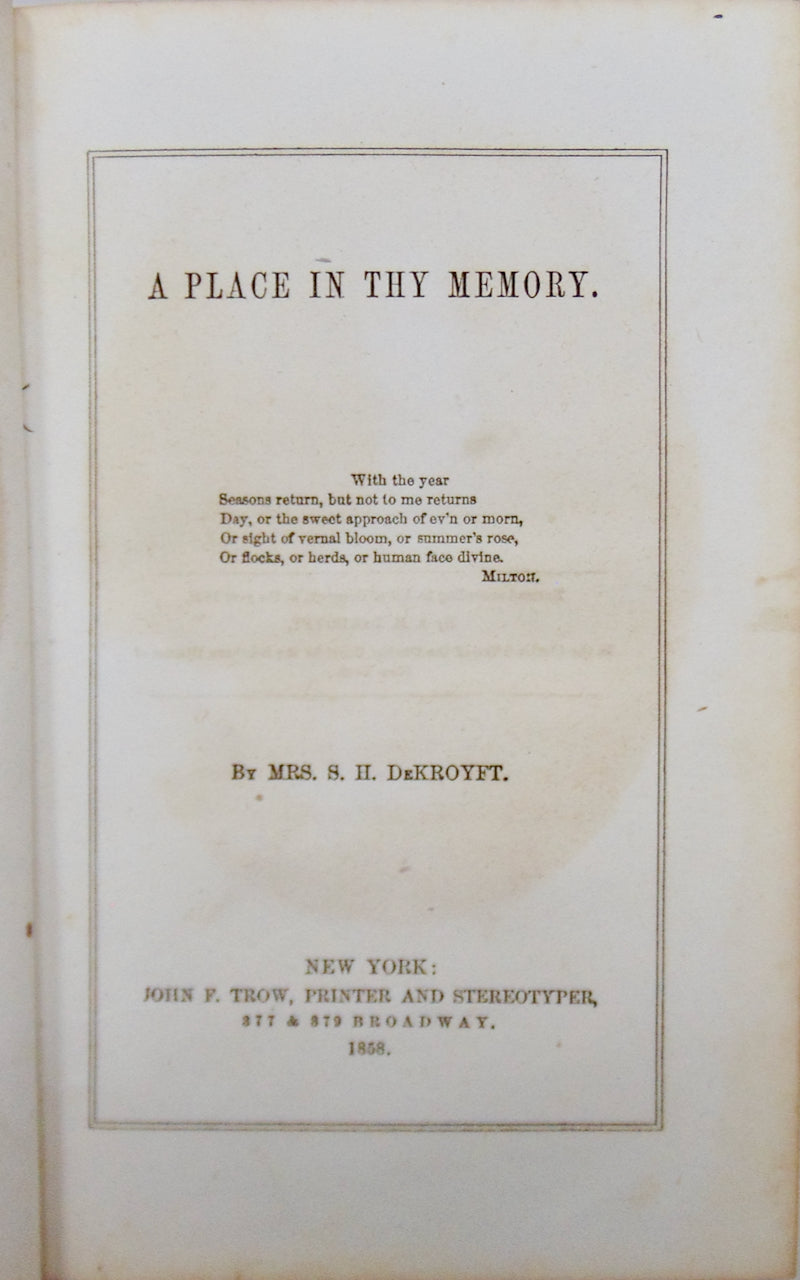 A PLACE IN THY MEMORY.
With the year
Seasons return, but not to me returns
Day, or the sweet approach of ev'n or morn,
Or sight of vernal bloom, or summer's rose,
Or flocks, or herds, or human face divine.
MILTON.
BY MRS. S. H. DEKROYFT.
NEW YORK:
JOHN F. TROW, PRINTER AND STEREOTYPER,
377 & 379 BROADWAY.
1858.